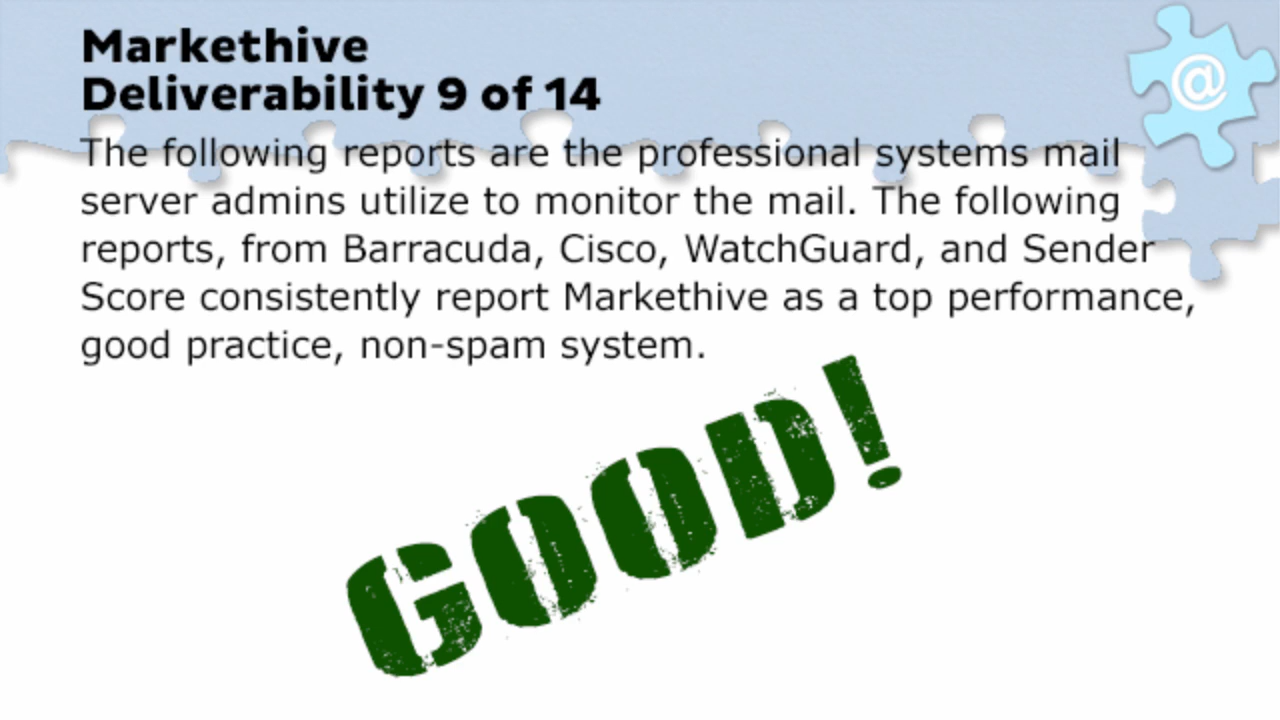 Markethive
Deliverability 9 of 14
@
The following reports are the professional systems mail
server admins utilize to monitor the mail. The following
reports, from Barracuda, Cisco, WatchGuard, and Sender
Score consistently report Markethive as a top performance,
good practice, non-spam system.
GOOD!